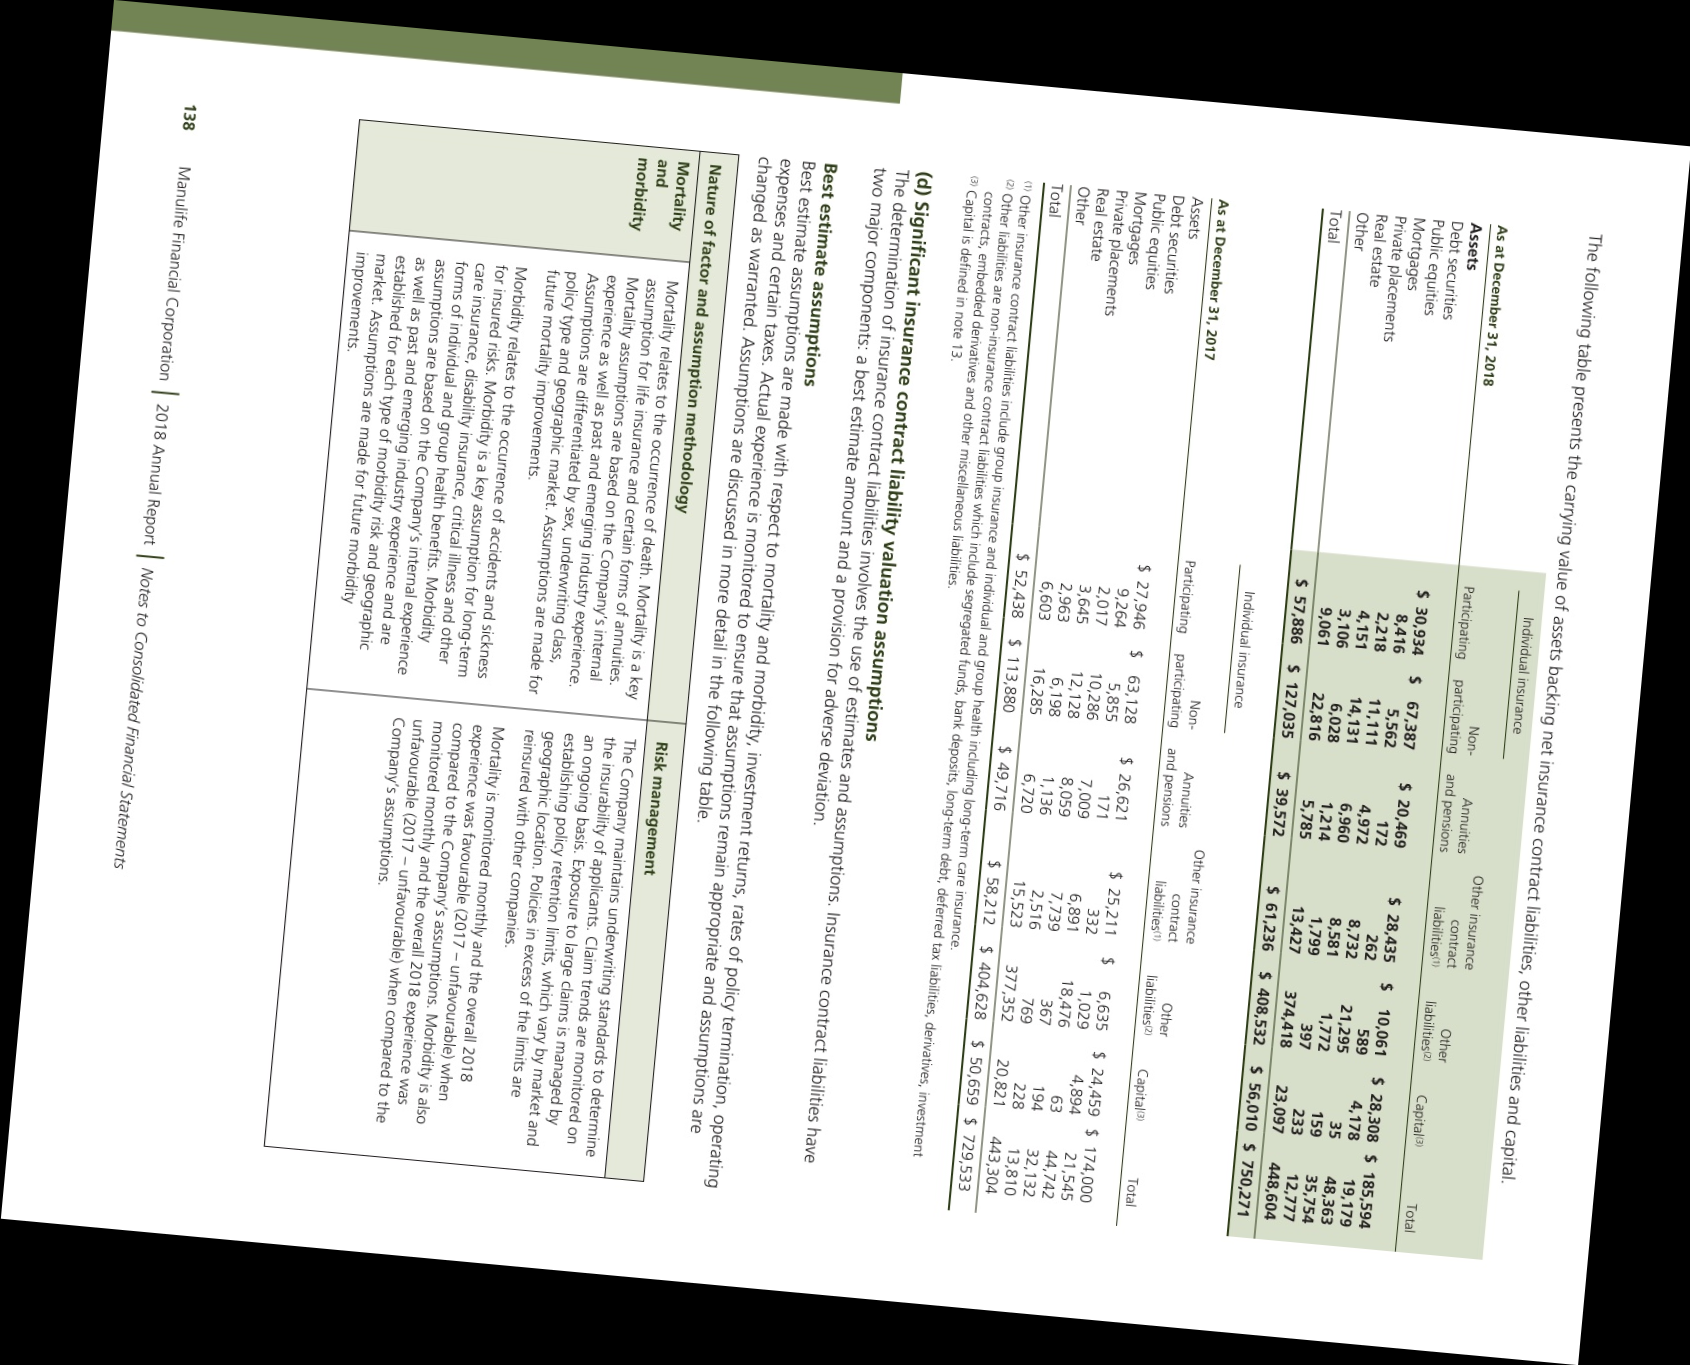 The following table presents the carrying value of assets backing net insurance contract liabilities, other liabilities and capital.
Individual insurance
As at December 31, 2018 Participating Non-participating Annuities and pensions Other insurance contract liabilities(1) Other liabilities(2) Capital(3) Total
Assets
Debt securities $ 30,934 $ 67,387 $ 20,469 $ 28,435 $ 10,061 $ 28,308 $ 185,594
Public equities 8,416 5,562 172 262 589 4,178 19,179
Mortgages 2,218 11,111 4,972 8,732 21,295 35 48,363
Private placements 4,151 14,131 6,960 8,581 1,772 159 35,754
Real estate 3,106 6,028 1,214 1,799 397 233 12,777
Other 9,061 22,816 5,785 13,427 374,418 23,097 448,604
Total $ 57,886 $ 127,035 $ 39,572 $ 61,236 $ 408,532 $ 56,010 $ 750,271
Individual insurance
As at December 31, 2017 Participating Non-participating Annuities and pensions Other insurance contract liabilities(1) Other liabilities(2) Capital(3) Total
Assets
Debt securities $ 27,946 $ 63,128 $ 26,621 $ 25,211 $ 6,635 $ 24,459 $ 174,000
Public equities 9,264 5,855 171 332 1,029 4,894 21,545
Mortgages 2,017 10,286 7,009 6,891 18,476 63 44,742
Private placements 3,645 12,128 8,059 7,739 367 194 32,132
Real estate 2,963 6,198 1,136 2,516 769 228 13,810
Other 6,603 16,285 6,720 15,523 377,352 20,821 443,304
Total $ 52,438 $ 113,880 $ 49,716 $ 58,212 $ 404,628 $ 50,659 $ 729,533
(1) Other insurance contract liabilities include group insurance and individual and group health including long-term care insurance.
(2) Other liabilities are non-insurance contract liabilities which include segregated funds, bank deposits, long-term debt, deferred tax liabilities, derivatives, investment
contracts, embedded derivatives and other miscellaneous liabilities.
(3) Capital is defined in note 13.
(d) Significant insurance contract liability valuation assumptions
The determination of insurance contract liabilities involves the use of estimates and assumptions. Insurance contract liabilities have
two major components: a best estimate amount and a provision for adverse deviation.
Best estimate assumptions
Best estimate assumptions are made with respect to mortality and morbidity, investment returns, rates of policy termination, operating
expenses and certain taxes. Actual experience is monitored to ensure that assumptions remain appropriate and assumptions are
changed as warranted. Assumptions are discussed in more detail in the following table.
Nature of factor and assumption methodology
Risk management
Mortality
and
morbidity
Mortality relates to the occurrence of death. Mortality is a key
assumption for life insurance and certain forms of annuities.
Mortality assumptions are based on the Company's internal
experience as well as past and emerging industry experience.
Assumptions are differentiated by sex, underwriting class,
policy type and geographic market. Assumptions are made for
future mortality improvements.
Morbidity relates to the occurrence of accidents and sickness
for insured risks. Morbidity is a key assumption for long-term
care insurance, disability insurance, critical illness and other
forms of individual and group health benefits. Morbidity
assumptions are based on the Company's internal experience
as well as past and emerging industry experience and are
established for each type of morbidity risk and geographic
market. Assumptions are made for future morbidity
improvements.
The Company maintains underwriting standards to determine
the insurability of applicants. Claim trends are monitored on
an ongoing basis. Exposure to large claims is managed by
establishing policy retention limits, which vary by market and
geographic location. Policies in excess of the limits are
reinsured with other companies.
Mortality is monitored monthly and the overall 2018
experience was favourable (2017 – unfavourable) when
compared to the Company's assumptions. Morbidity is also
monitored monthly and the overall 2018 experience was
unfavourable (2017 – unfavourable) when compared to the
Company's assumptions.
138 Manulife Financial Corporation | 2018 Annual Report | Notes to Consolidated Financial Statements